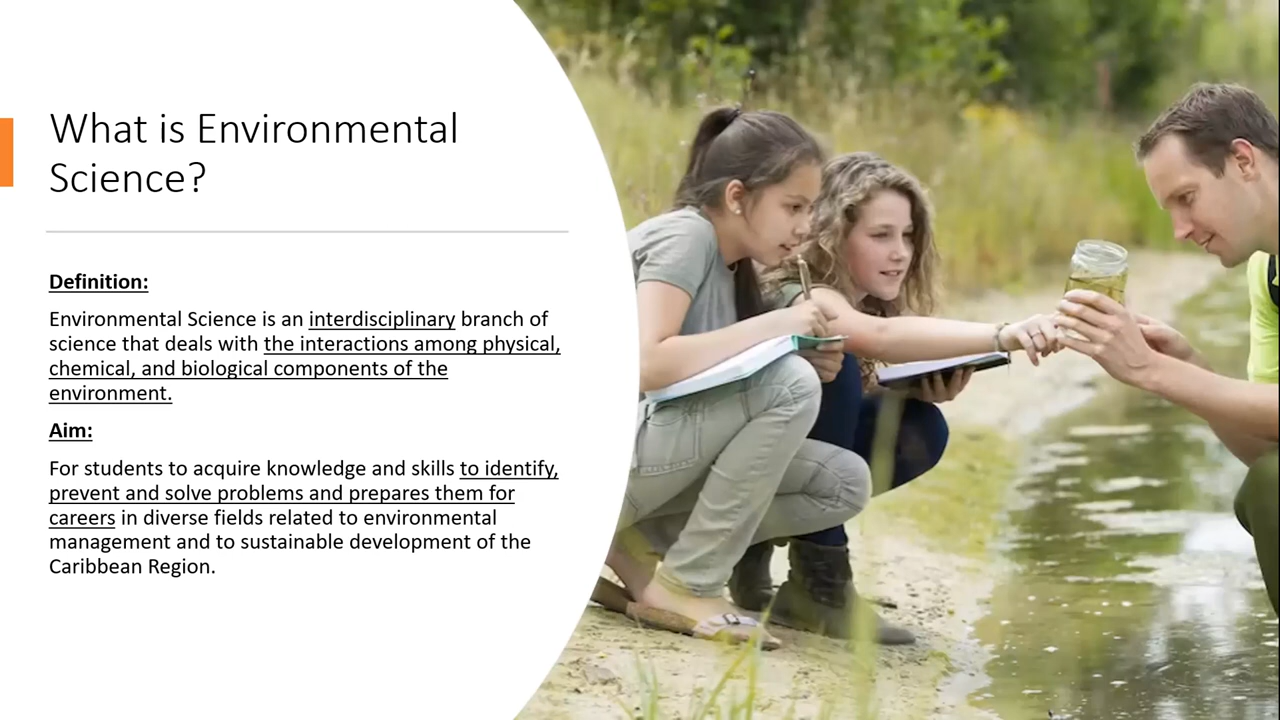 What is Environmental
Science?
Definition:
Environmental Science is an interdisciplinary branch of
science that deals with the interactions among physical,
chemical, and biological components of the
environment.
Aim:
For students to acquire knowledge and skills to identify,
prevent and solve problems and prepares them for
careers in diverse fields related to environmental
management and to sustainable development of the
Caribbean Region.